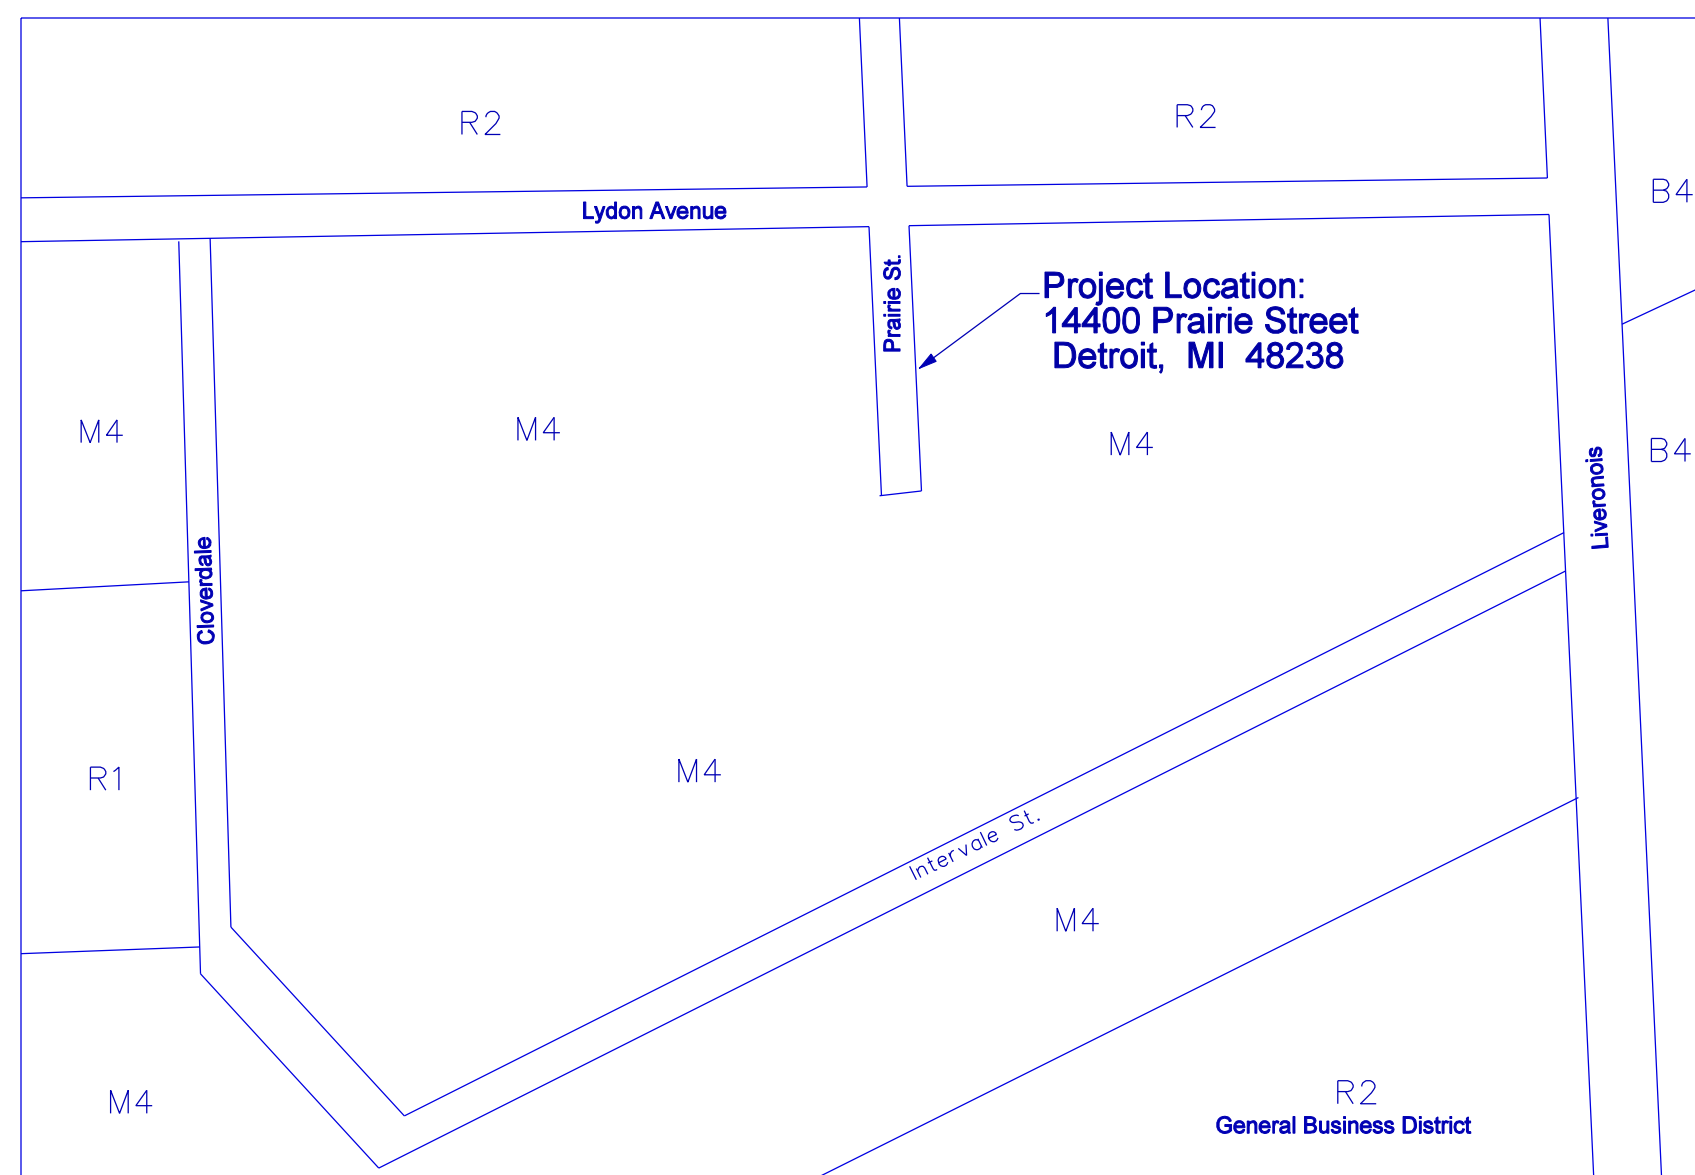 R2
R2
B4
Lydon Avenue
Prairie St.
Project Location:
14400 Prairie Street
Detroit, MI 48238
M4
M4
M4
B4
Liveronois
Cloverdale
R1
M4
Intervale St.
M4
M4
R2
General Business District